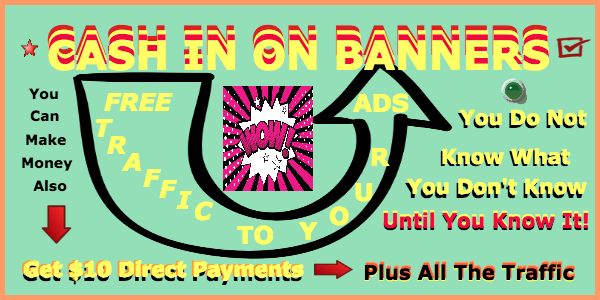 CASH IN ON BANNERS
You
Can
Make
Money
Also
FREE
TRAFFIC TO YOUR
ADS
WOW!
You Do Not
Know What
You Don't Know
Until You Know It!
Get $10 Direct Payments
Plus All The Traffic